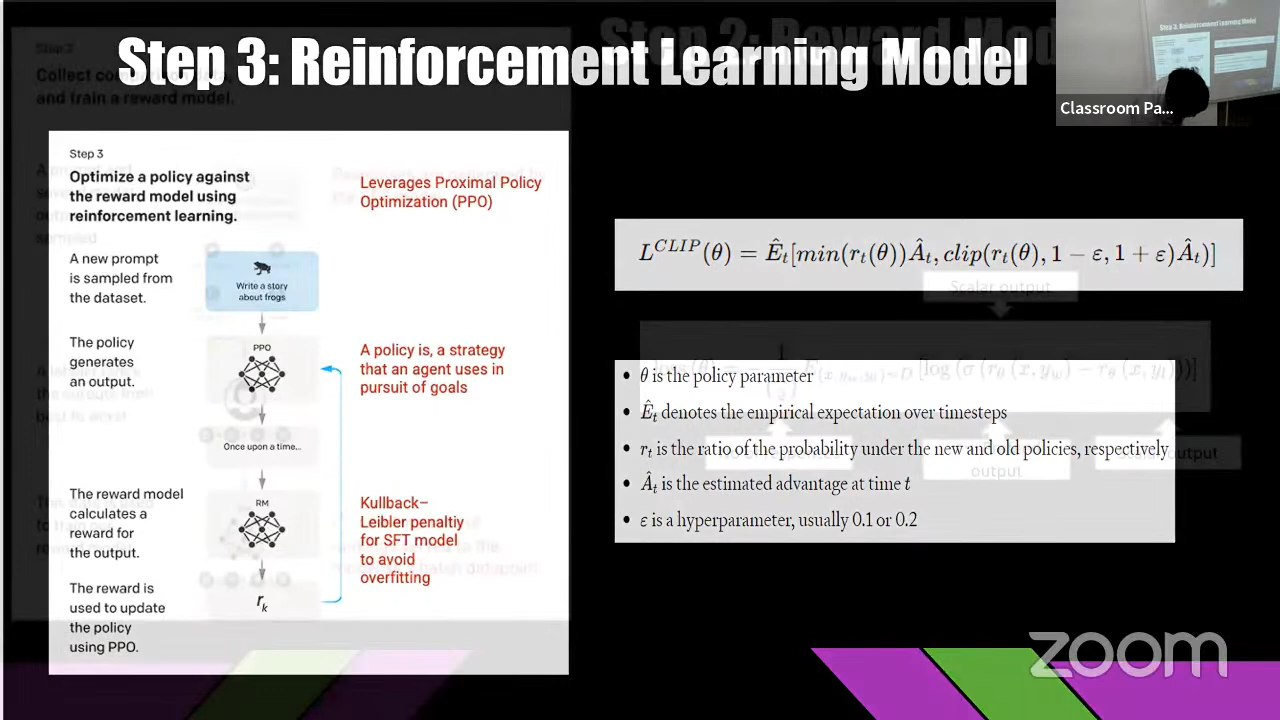 Step 3: Reinforcement Learning Model
Step 2: Reward Mod
Classroom Pa...
Step 3
Optimize a policy against
the reward model using
reinforcement learning.
Leverages Proximal Policy
Optimization (PPO)
A new prompt
is sampled from
the dataset.
Write a story
about frogs
The policy
generates
an output.
PPO
A policy is, a strategy
that an agent uses in
pursuit of goals
Once upon a time...
The reward model
calculates a
reward for
the output.
RM
Kullback–
Leibler penaltiy
for SFT model
to avoid
overfitting
The reward is
used to update
the policy
using PPO.
r_k
L^{CLIP}(θ) = Ê_t[min(r_t(θ))Â_t, clip(r_t(θ), 1 − ε, 1 + ε)Â_t)]
Scalar output
• θ is the policy parameter
• Ê_t denotes the empirical expectation over timesteps
• r_t is the ratio of the probability under the new and old policies, respectively
• Â_t is the estimated advantage at time t
• ε is a hyperparameter, usually 0.1 or 0.2
output
zoom